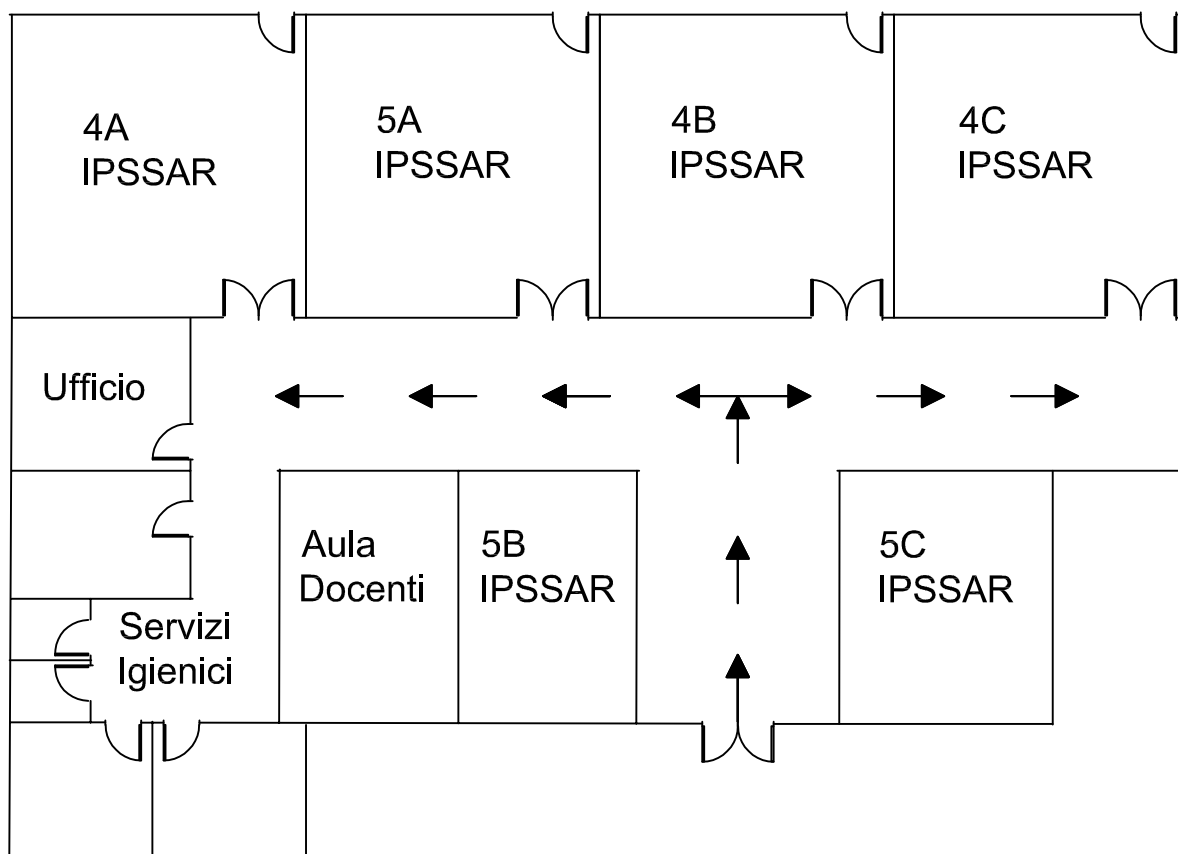 4A
IPSSAR
5A
IPSSAR
4B
IPSSAR
4C
IPSSAR
Ufficio
Aula
Docenti
5B
IPSSAR
5C
IPSSAR
Servizi
Igienici